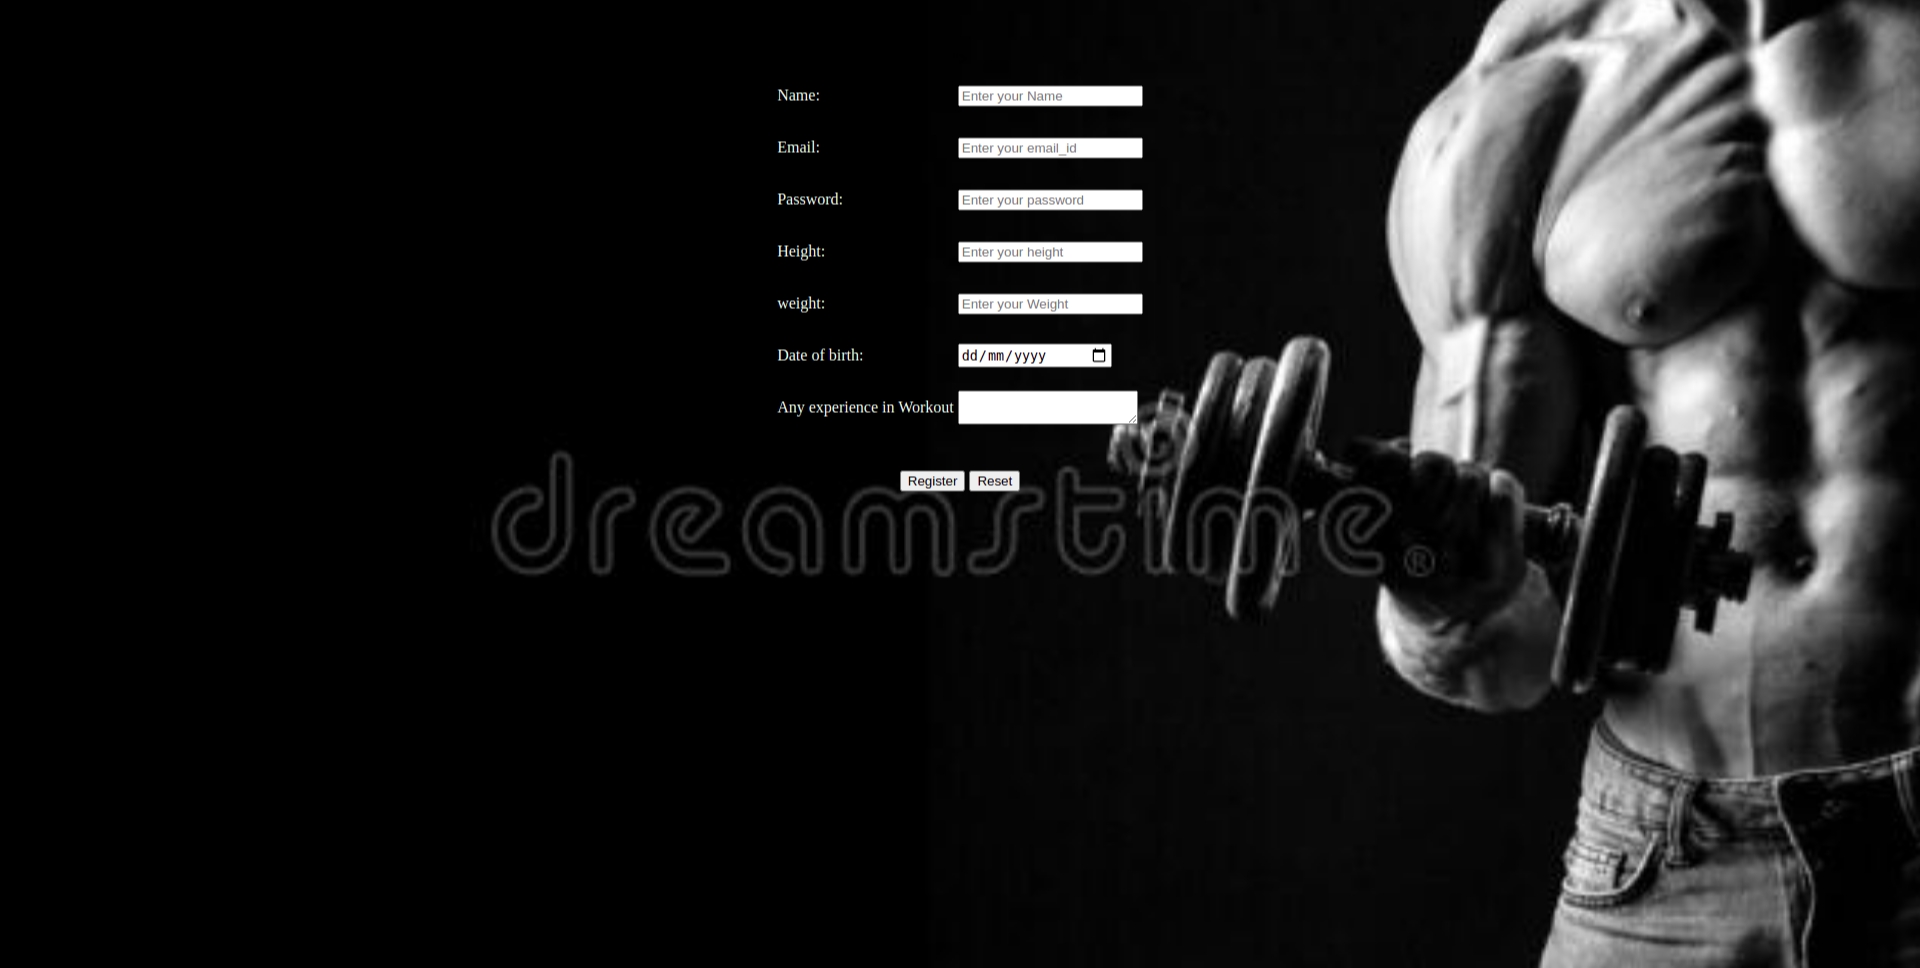 Name: Enter your Name
Email: Enter your email_id
Password: Enter your password
Height: Enter your height
weight: Enter your Weight
Date of birth: dd/mm/yyyy
Any experience in Workout
Register Reset
dreamstime®